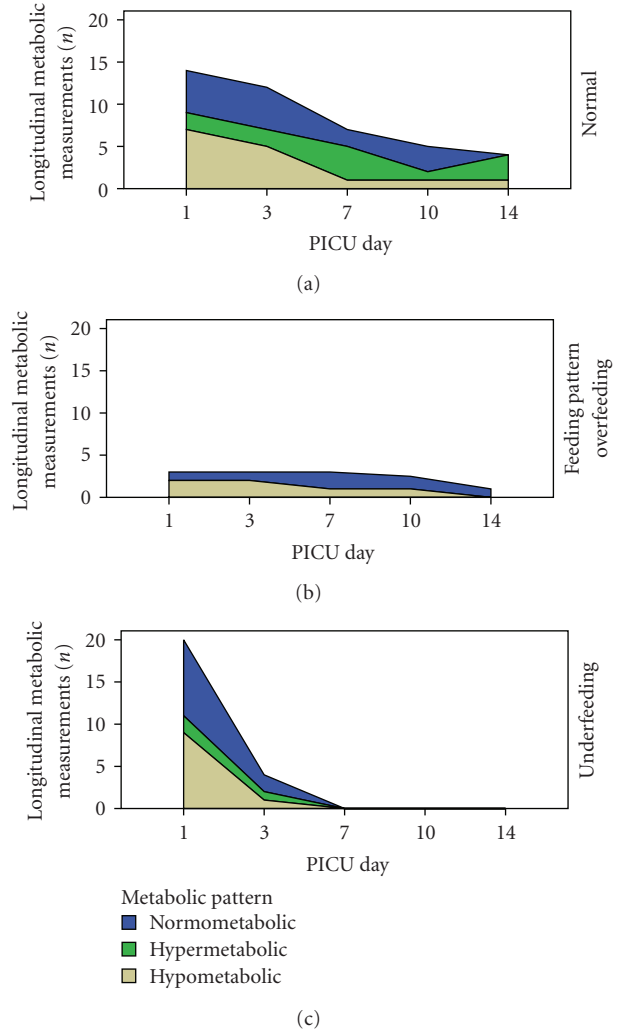 20
15
10
5
0
Longitudinal metabolic
measurements (n)
1 3 7 10 14
PICU day
Normal
(a)
20
15
10
5
0
Longitudinal metabolic
measurements (n)
1 3 7 10 14
PICU day
Feeding pattern
overfeeding
(b)
20
15
10
5
0
Longitudinal metabolic
measurements (n)
1 3 7 10 14
PICU day
Underfeeding
Metabolic pattern
Normometabolic
Hypermetabolic
Hypometabolic
(c)